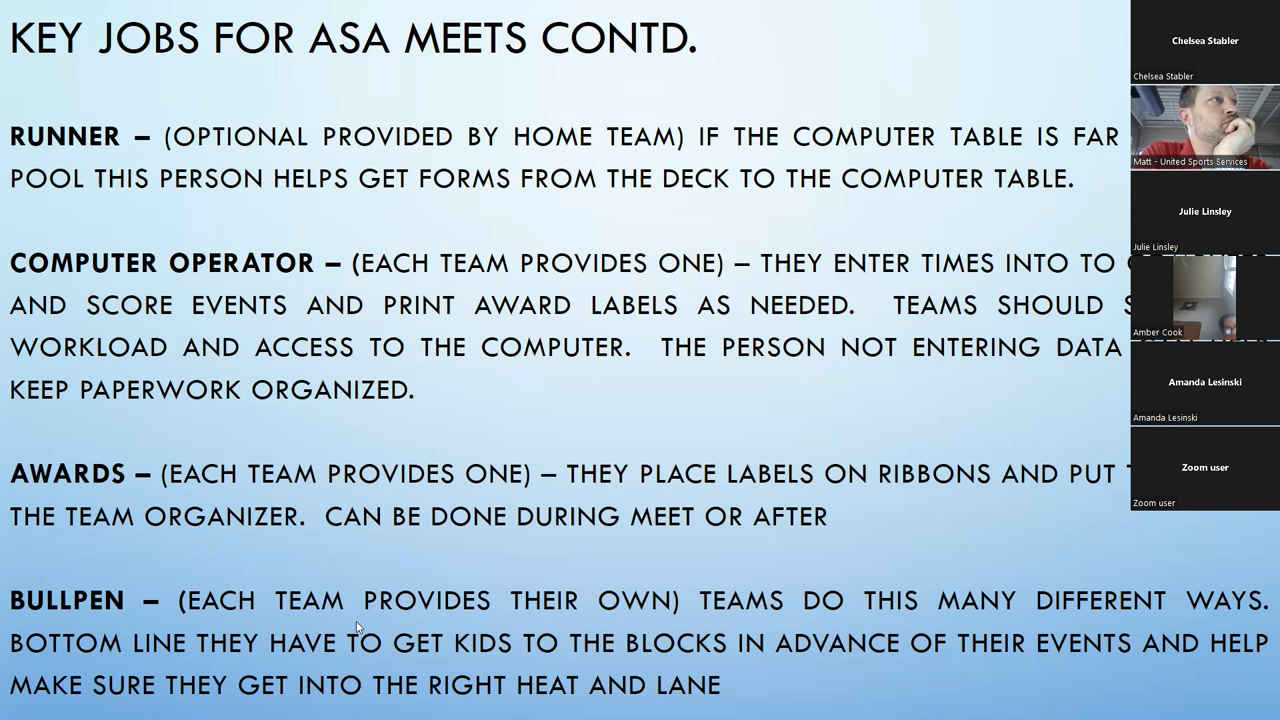 KEY JOBS FOR ASA MEETS CONTD.
RUNNER – (OPTIONAL PROVIDED BY HOME TEAM) IF THE COMPUTER TABLE IS FAR
POOL THIS PERSON HELPS GET FORMS FROM THE DECK TO THE COMPUTER TABLE.
COMPUTER OPERATOR – (EACH TEAM PROVIDES ONE) – THEY ENTER TIMES INTO TO
AND SCORE EVENTS AND PRINT AWARD LABELS AS NEEDED. TEAMS SHOULD
WORKLOAD AND ACCESS TO THE COMPUTER. THE PERSON NOT ENTERING DATA
KEEP PAPERWORK ORGANIZED.
AWARDS – (EACH TEAM PROVIDES ONE) – THEY PLACE LABELS ON RIBBONS AND PUT
THE TEAM ORGANIZER. CAN BE DONE DURING MEET OR AFTER
BULLPEN – (EACH TEAM PROVIDES THEIR OWN) TEAMS DO THIS MANY DIFFERENT WAYS.
BOTTOM LINE THEY HAVE TO GET KIDS TO THE BLOCKS IN ADVANCE OF THEIR EVENTS AND HELP
MAKE SURE THEY GET INTO THE RIGHT HEAT AND LANE
Chelsea Stabler
Chelsea Stabler
Matt - United Sports Services
Julie Linsley
Julie Linsley
Amber Cook
Amanda Lesinski
Amanda Lesinski
Zoom user
Zoom user